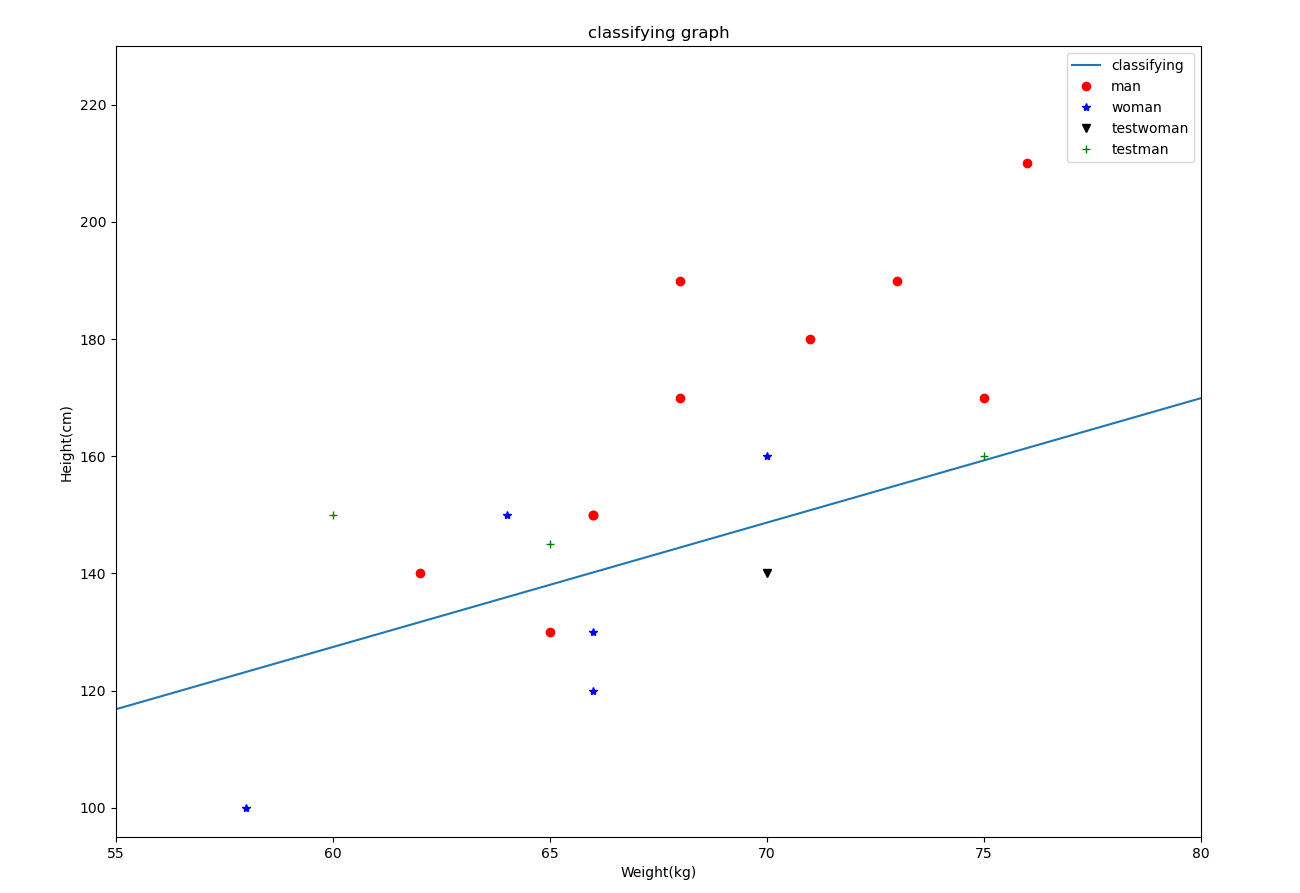 classifying graph
classifying
man
woman
testwoman
testman
220
200
180
160
140
120
100
Height(cm)
55 60 65 70 75 80
Weight(kg)